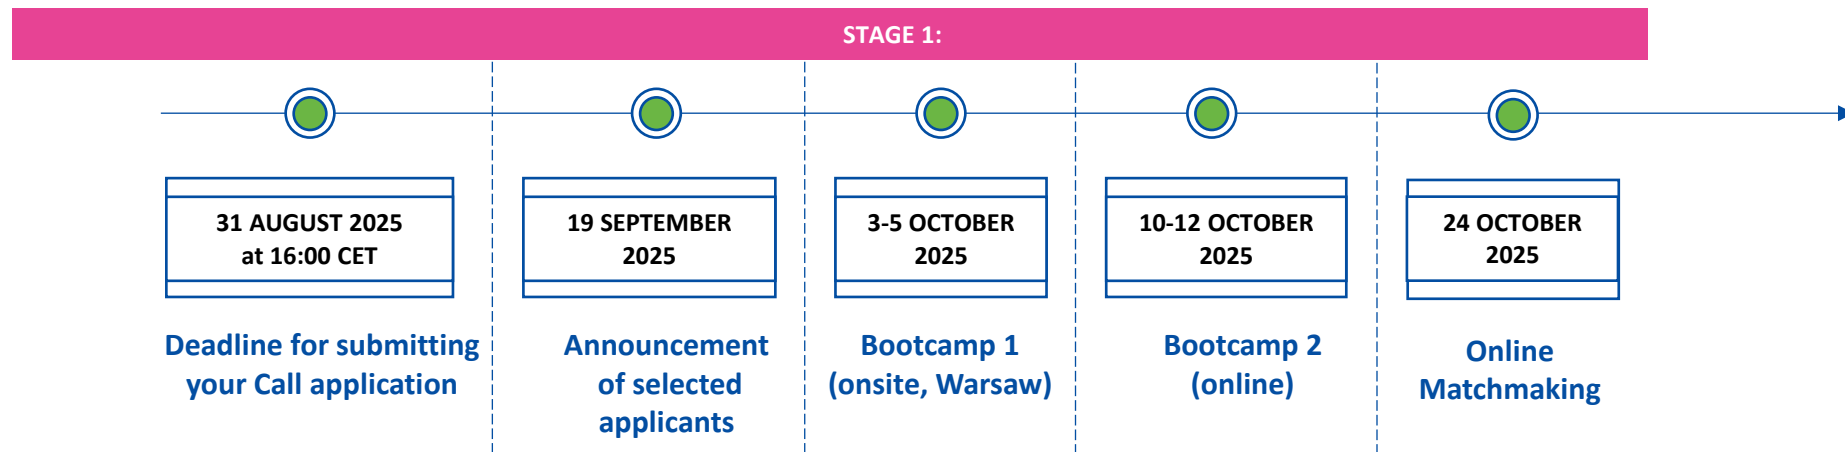 STAGE 1:
31 AUGUST 2025
at 16:00 CET
Deadline for submitting
your Call application
19 SEPTEMBER
2025
Announcement
of selected
applicants
3-5 OCTOBER
2025
Bootcamp 1
(onsite, Warsaw)
10-12 OCTOBER
2025
Bootcamp 2
(online)
24 OCTOBER
2025
Online
Matchmaking